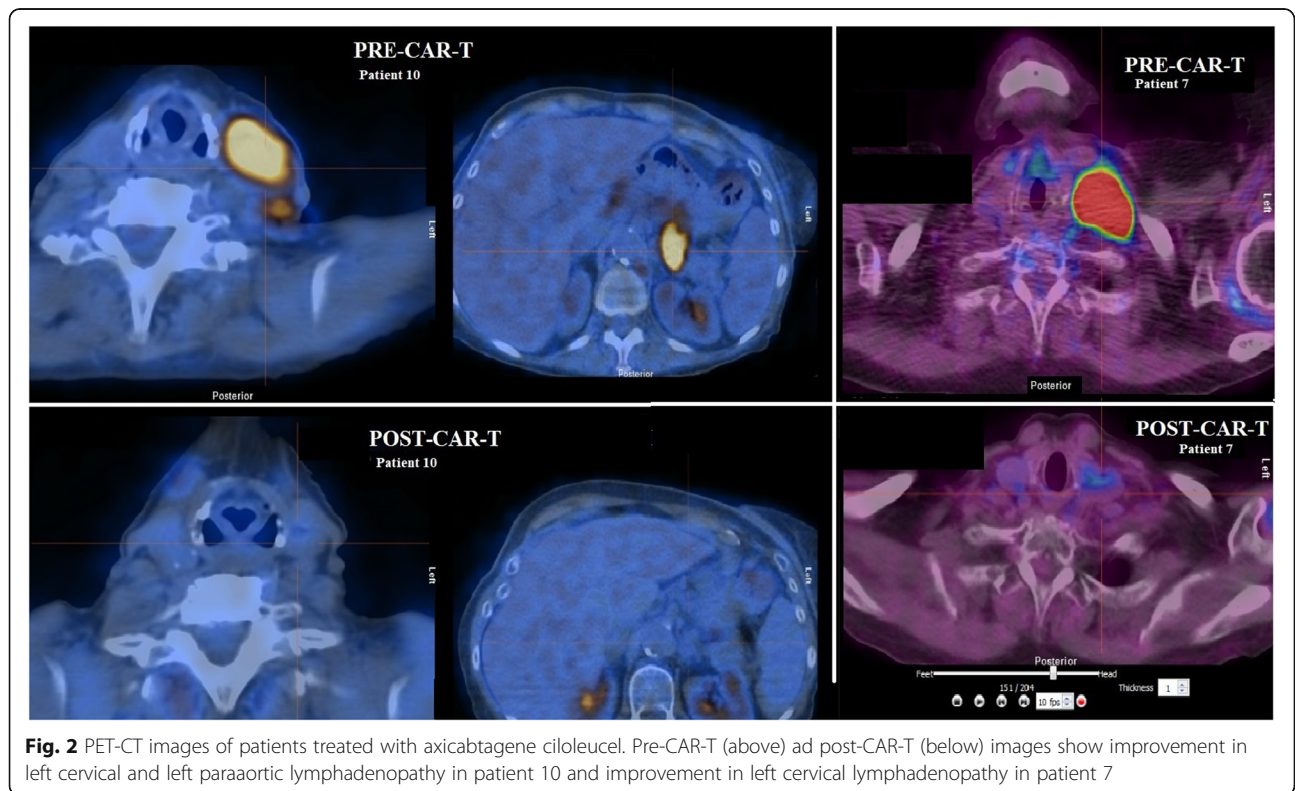 PRE-CAR-T
Patient 10
Left
Posterior
Left
Posterior
PRE-CAR-T
Patient 7
Left
Posterior
POST-CAR-T
Patient 10
Left
Left
POST-CAR-T
Patient 7
Left
Posterior
Feet Head
151 / 204
Thickness 1
10 fps
Fig. 2 PET-CT images of patients treated with axicabtagene ciloleucel. Pre-CAR-T (above) ad post-CAR-T (below) images show improvement in
left cervical and left paraaortic lymphadenopathy in patient 10 and improvement in left cervical lymphadenopathy in patient 7